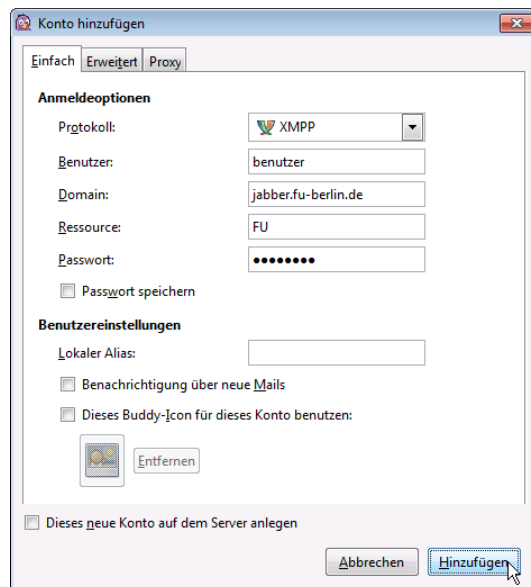 Konto hinzufügen
Einfach Erweitert Proxy
Anmeldeoptionen
Protokoll: XMPP
Benutzer: benutzer
Domain: jabber.fu-berlin.de
Ressource: FU
Passwort: ●●●●●●●●
Passwort speichern
Benutzereinstellungen
Lokaler Alias:
Benachrichtigung über neue Mails
Dieses Buddy-Icon für dieses Konto benutzen:
Entfernen
Dieses neue Konto auf dem Server anlegen
Abbrechen Hinzufügen